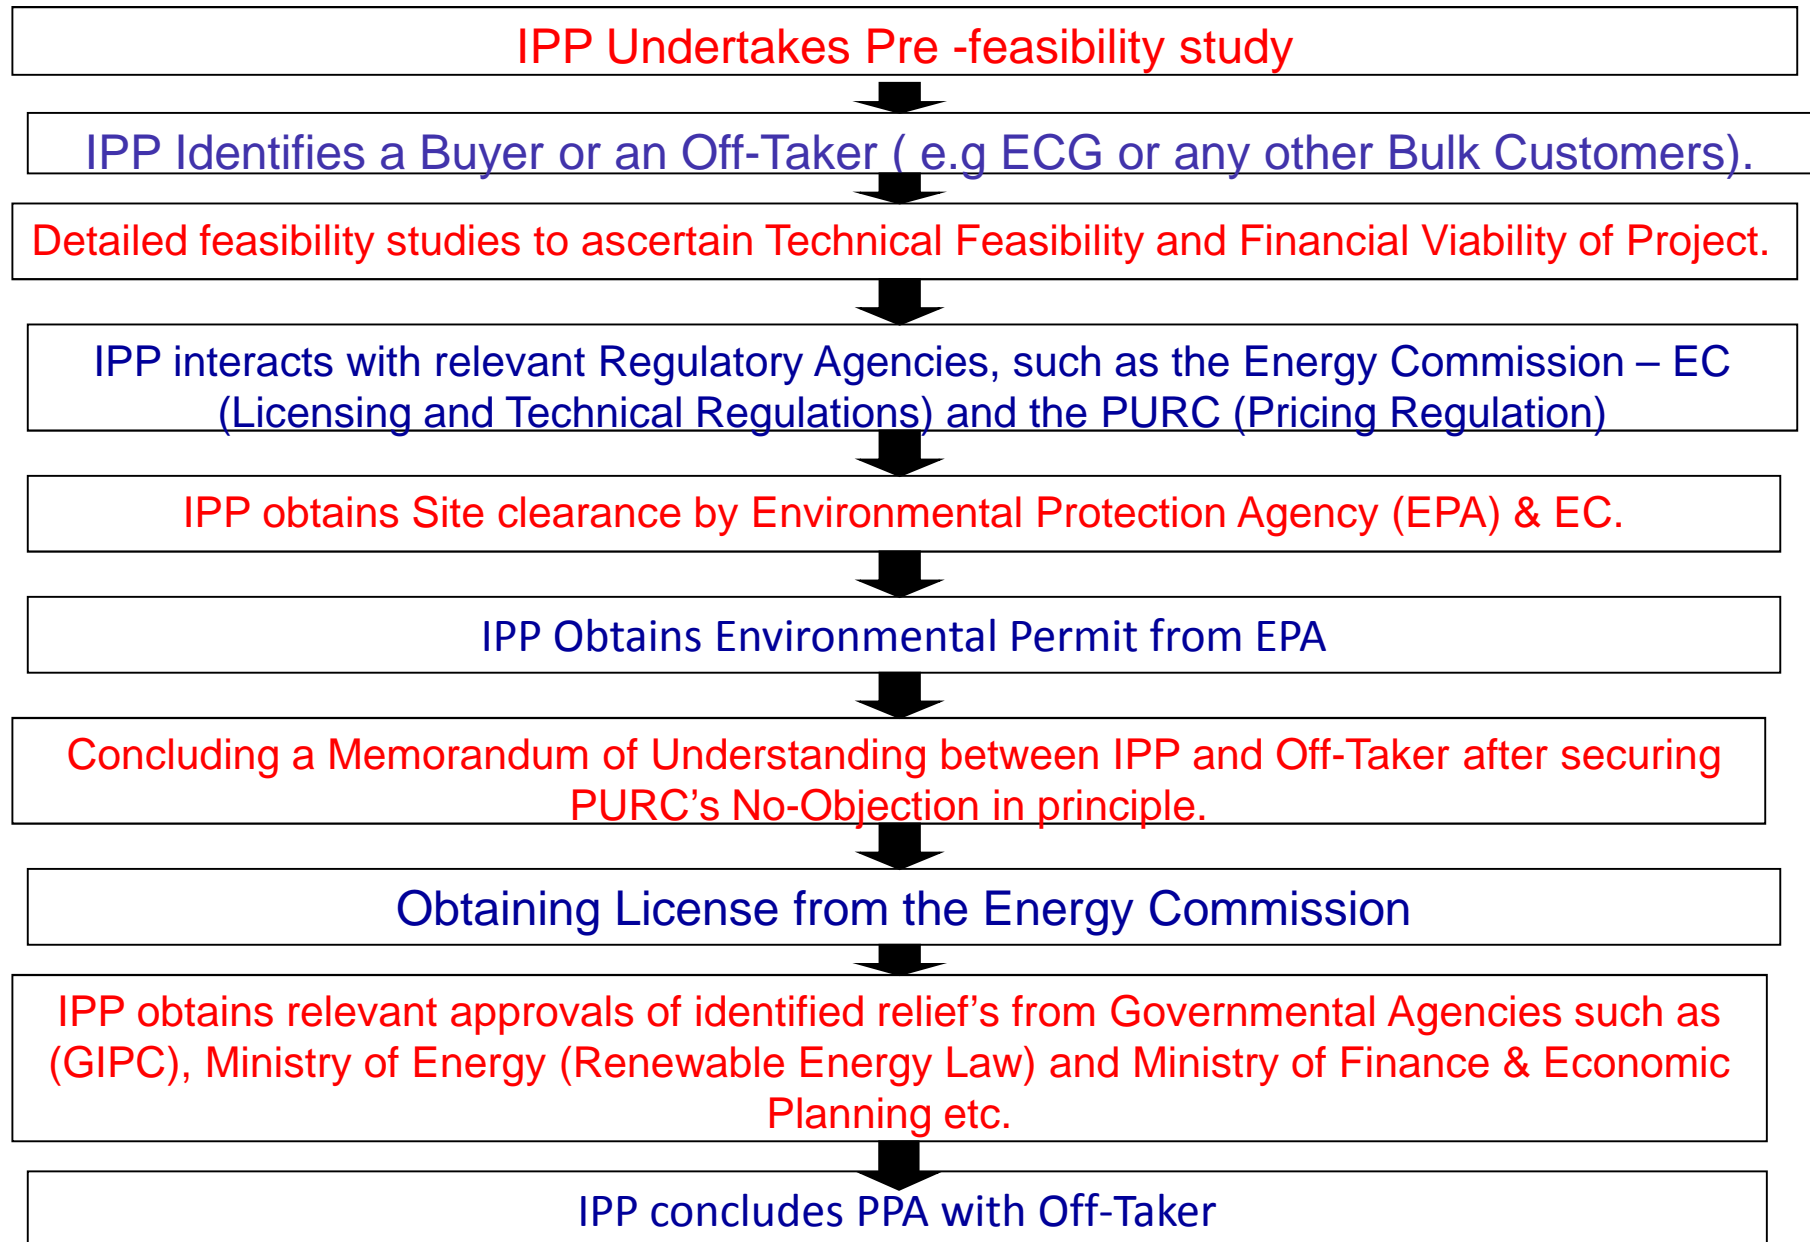 IPP Undertakes Pre -feasibility study
IPP Identifies a Buyer or an Off-Taker ( e.g ECG or any other Bulk Customers).
Detailed feasibility studies to ascertain Technical Feasibility and Financial Viability of Project.
IPP interacts with relevant Regulatory Agencies, such as the Energy Commission – EC
(Licensing and Technical Regulations) and the PURC (Pricing Regulation)
IPP obtains Site clearance by Environmental Protection Agency (EPA) & EC.
IPP Obtains Environmental Permit from EPA
Concluding a Memorandum of Understanding between IPP and Off-Taker after securing
PURC’s No-Objection in principle.
Obtaining License from the Energy Commission
IPP obtains relevant approvals of identified relief’s from Governmental Agencies such as
(GIPC), Ministry of Energy (Renewable Energy Law) and Ministry of Finance & Economic
Planning etc.
IPP concludes PPA with Off-Taker